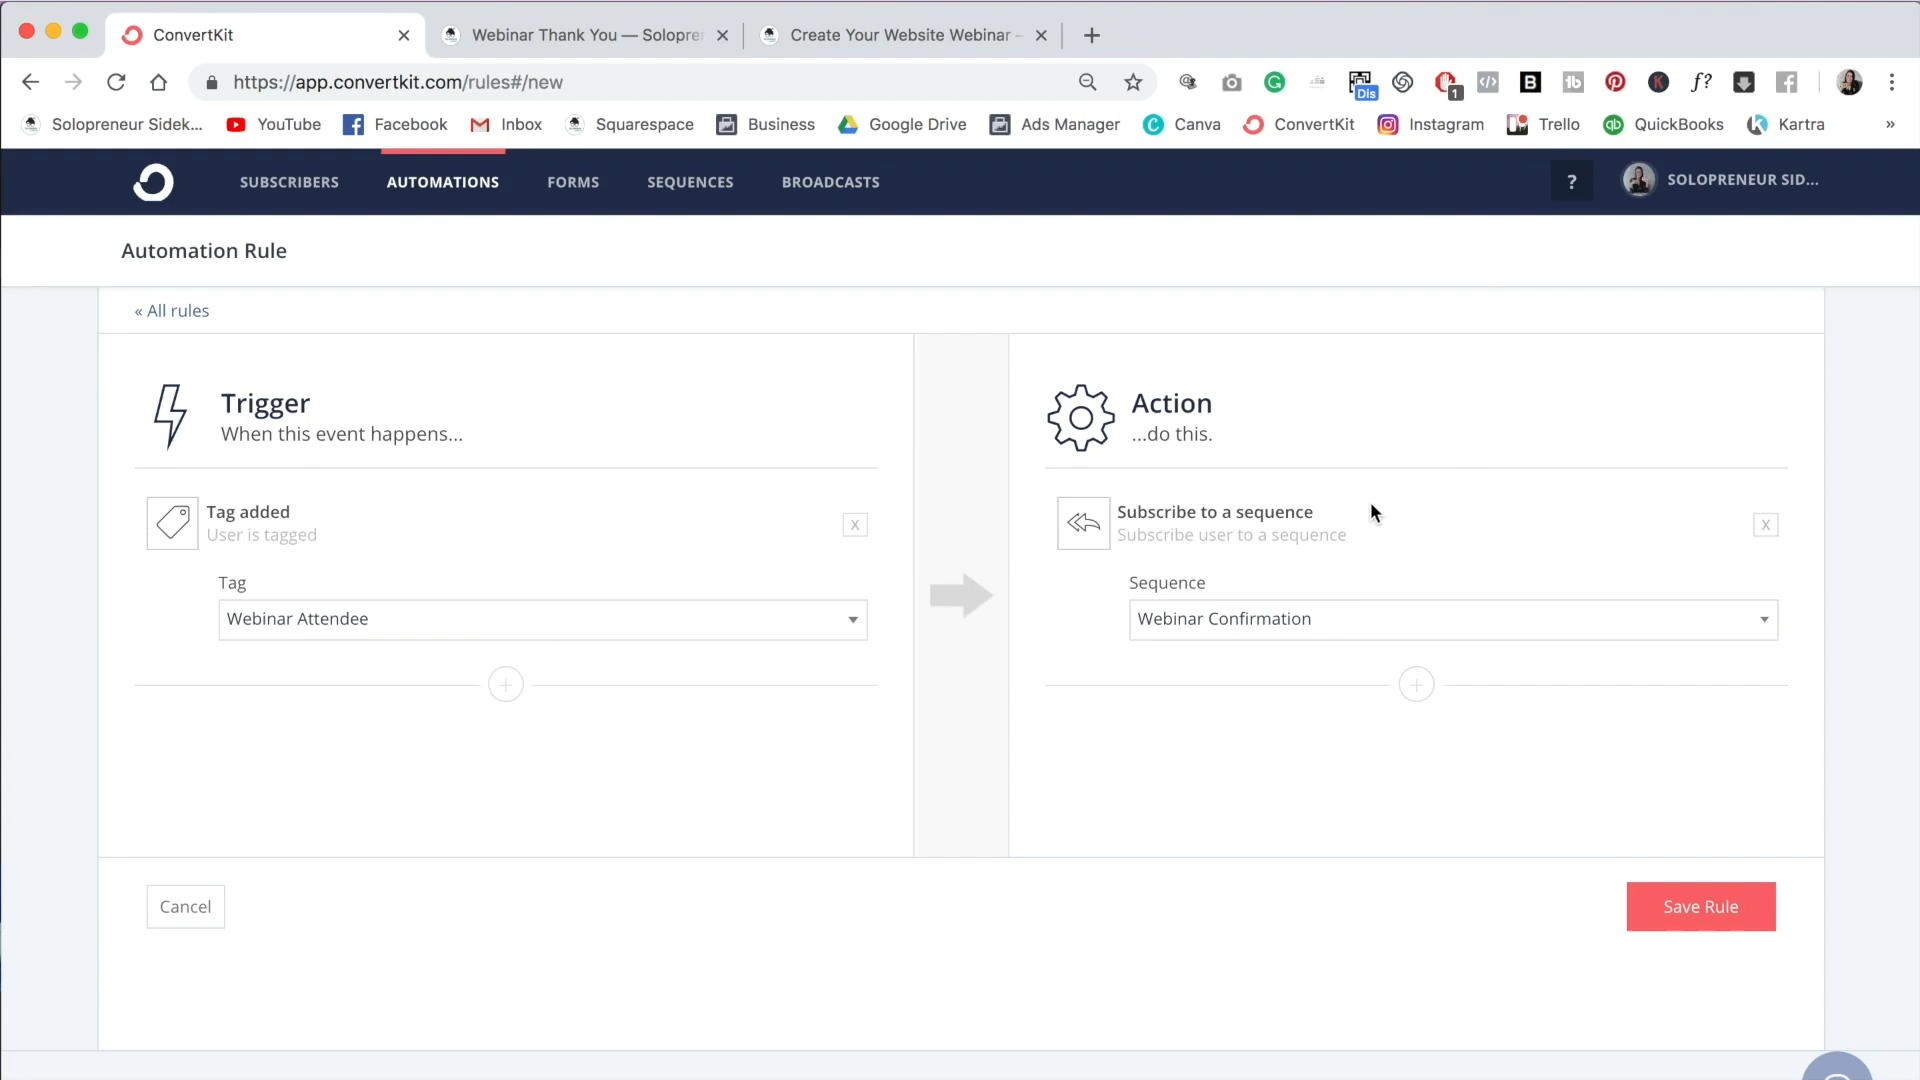 ConvertKit
Webinar Thank You — Solopre
Create Your Website Webinar -
https://app.convertkit.com/rules#/new
Dis
1
Solopreneur Sidek...
YouTube
Facebook
Inbox
Squarespace
Business
Google Drive
Ads Manager
Canva
ConvertKit
Instagram
Trello
QuickBooks
Kartra
»
SUBSCRIBERS
AUTOMATIONS
FORMS
SEQUENCES
BROADCASTS
?
SOLOPRENEUR SID...
Automation Rule
« All rules
Trigger
When this event happens...
Action
...do this.
Tag added
User is tagged
X
Tag
Webinar Attendee
Subscribe to a sequence
Subscribe user to a sequence
X
Sequence
Webinar Confirmation
Cancel
Save Rule